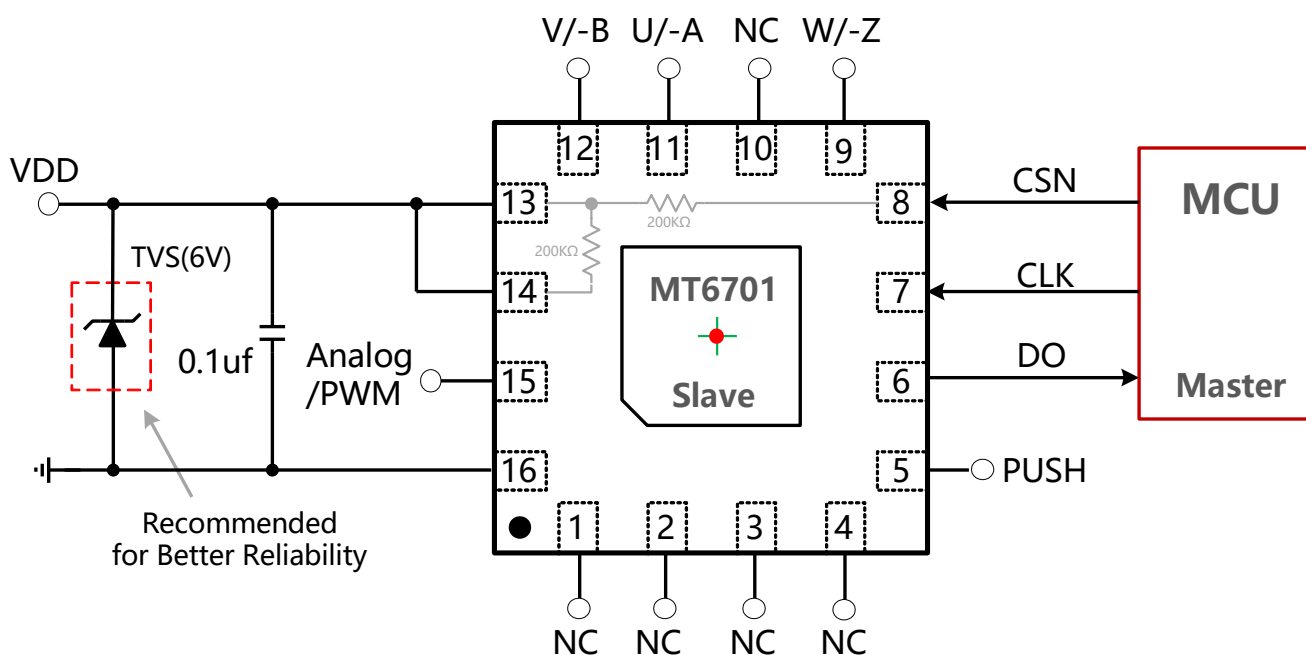 V/-B
U/-A
NC
W/-Z
12
11
10
9
VDD
13
200KΩ
8
CSN
MCU
TVS(6V)
200KΩ
14
MT6701
7
CLK
0.1uf
Analog
/PWM
15
Slave
6
DO
Master
16
5
PUSH
Recommended
for Better Reliability
1
2
3
4
NC
NC
NC
NC